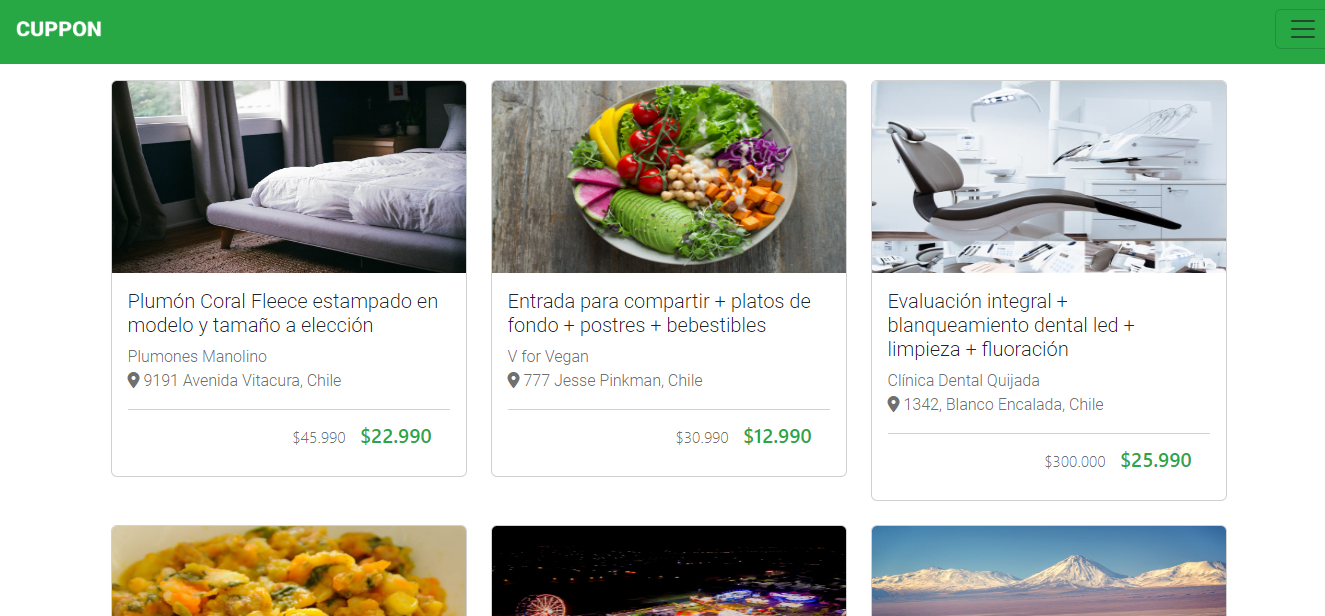 CUPPON
Plumón Coral Fleece estampado en
modelo y tamaño a elección
Plumones Manolino
9191 Avenida Vitacura, Chile
$45.990 $22.990
Entrada para compartir + platos de
fondo + postres + bebestibles
V for Vegan
777 Jesse Pinkman, Chile
$30.990 $12.990
Evaluación integral +
blanqueamiento dental led +
limpieza + fluoración
Clínica Dental Quijada
1342, Blanco Encalada, Chile
$300.000 $25.990